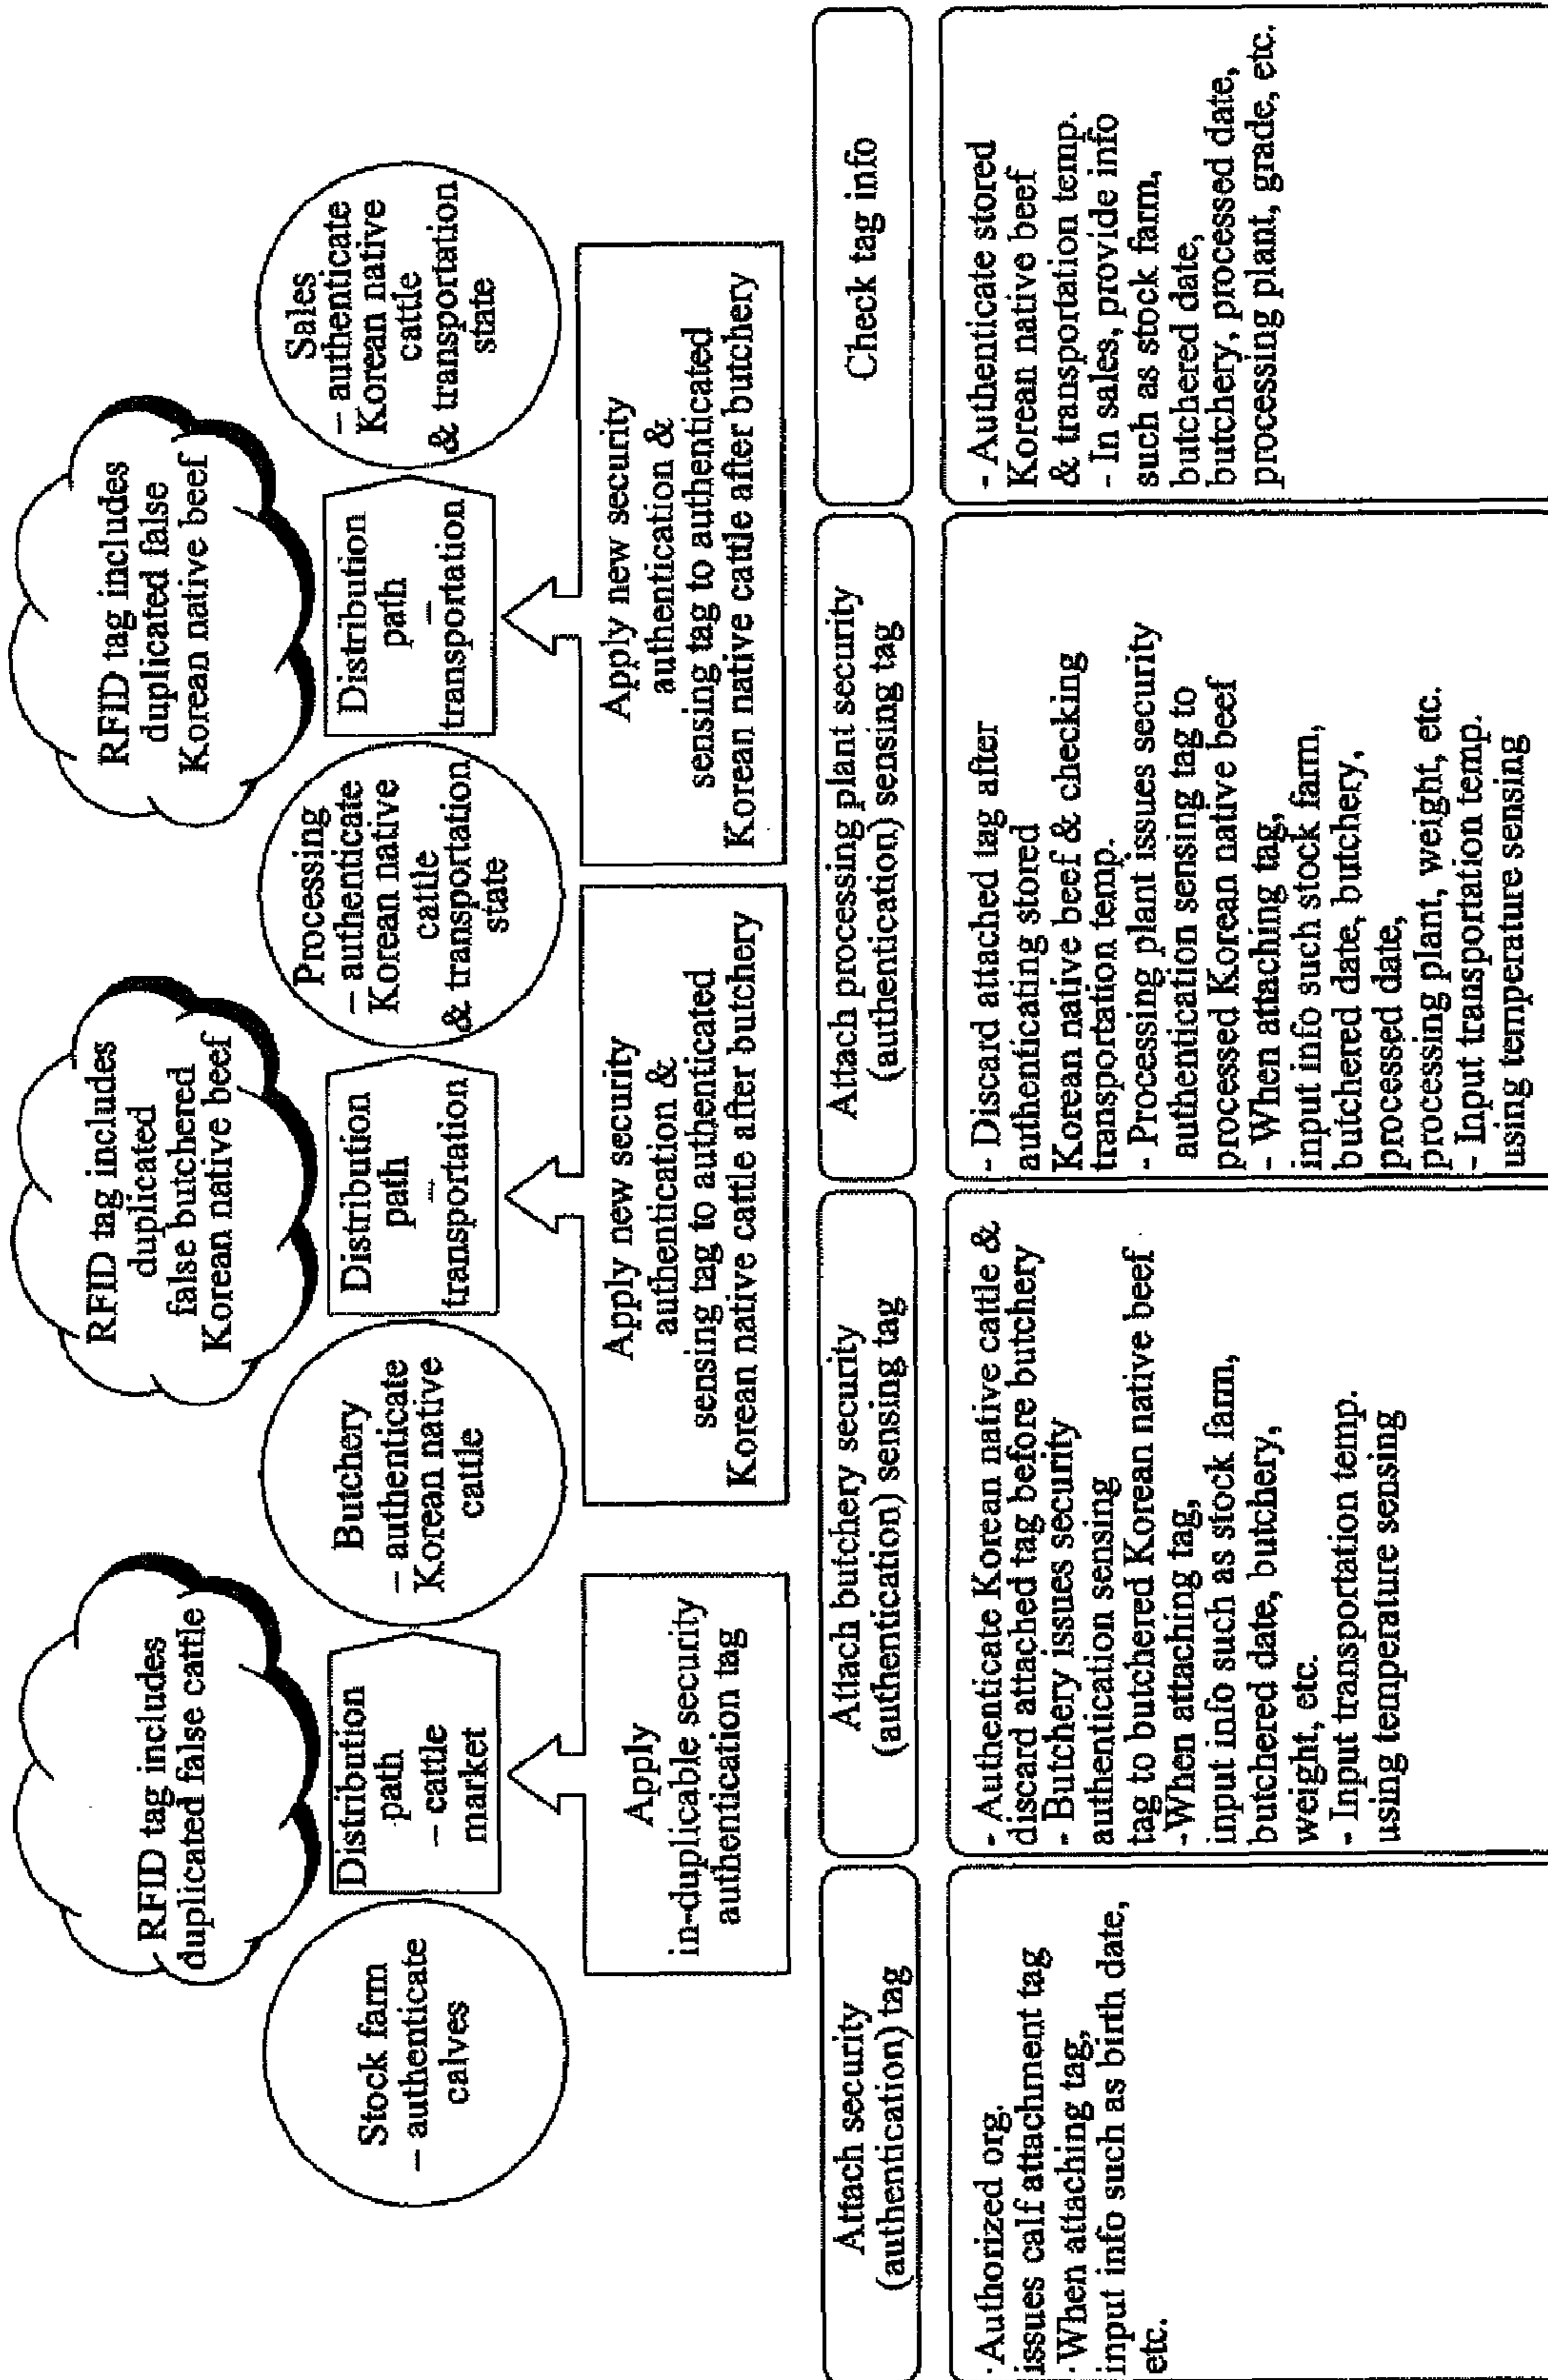 RFID tag includes
duplicated false cattle
RFID tag includes
duplicated
false butchered
Korean native beef
RFID tag includes
duplicated false
Korean native beef
Stock farm
– authenticate
calves
Distribution
path
– cattle
market
Butchery
– authenticate
Korean native
cattle
Distribution
path
–
transportation
Processing
– authenticate
Korean native
cattle
& transportation
state
Distribution
path
–
transportation
Sales
– authenticate
Korean native
cattle
& transportation
state
Apply
in-duplicable security
authentication tag
Apply new security
authentication &
sensing tag to authenticated
Korean native cattle after butchery
Apply new security
authentication &
sensing tag to authenticated
Korean native cattle after butchery
Attach security
(authentication) tag
Attach butchery security
(authentication) sensing tag
Attach processing plant security
(authentication) sensing tag
Check tag info
- Authorized org.
issues calf attachment tag
- When attaching tag,
input info such as birth date,
etc.
- Authenticate Korean native cattle &
discard attached tag before butchery
- Butchery issues security
authentication sensing
tag to butchered Korean native beef
-When attaching tag,
input info such as stock farm,
butchered date, butchery,
weight, etc.
- Input transportation temp.
using temperature sensing
- Discard attached tag after
authenticating stored
Korean native beef & checking
transportation temp.
- Processing plant issues security
authentication sensing tag to
processed Korean native beef
- When attaching tag,
input info such stock farm,
butchered date, butchery,
processed date,
processing plant, weight, etc.
- Input transportation temp.
using temperature sensing
- Authenticate stored
Korean native beef
& transportation temp.
- In sales, provide info
such as stock farm,
butchered date,
butchery, processed date,
processing plant, grade, etc.